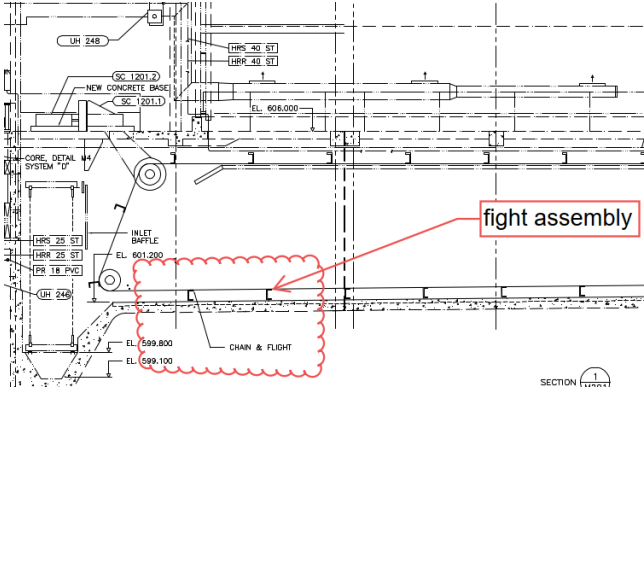 UH 248
HRS 40 ST
HRR 40 ST
SC 1201.2
NEW CONCRETE BASE
SC 1201.1
EL. 606.000
CORE, DETAIL M4
SYSTEM "D"
fight assembly
INLET
BAFFLE
HRS 25 ST
HRR 25 ST
EL. 601.200
PR 18 PVC
UH 246
EL. 599.800
CHAIN & FLIGHT
EL. 599.100
SECTION
1